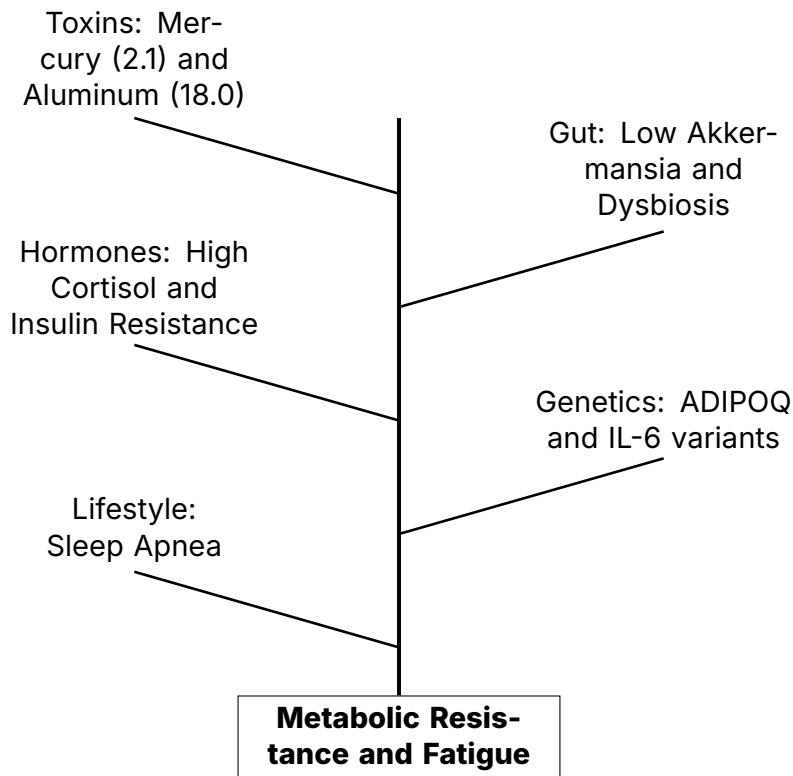 Toxins: Mer-
cury (2.1) and
Aluminum (18.0)
Gut: Low Akker-
mansia and
Dysbiosis
Hormones: High
Cortisol and
Insulin Resistance
Genetics: ADIPOQ
and IL-6 variants
Lifestyle:
Sleep Apnea
Metabolic Resis-
tance and Fatigue